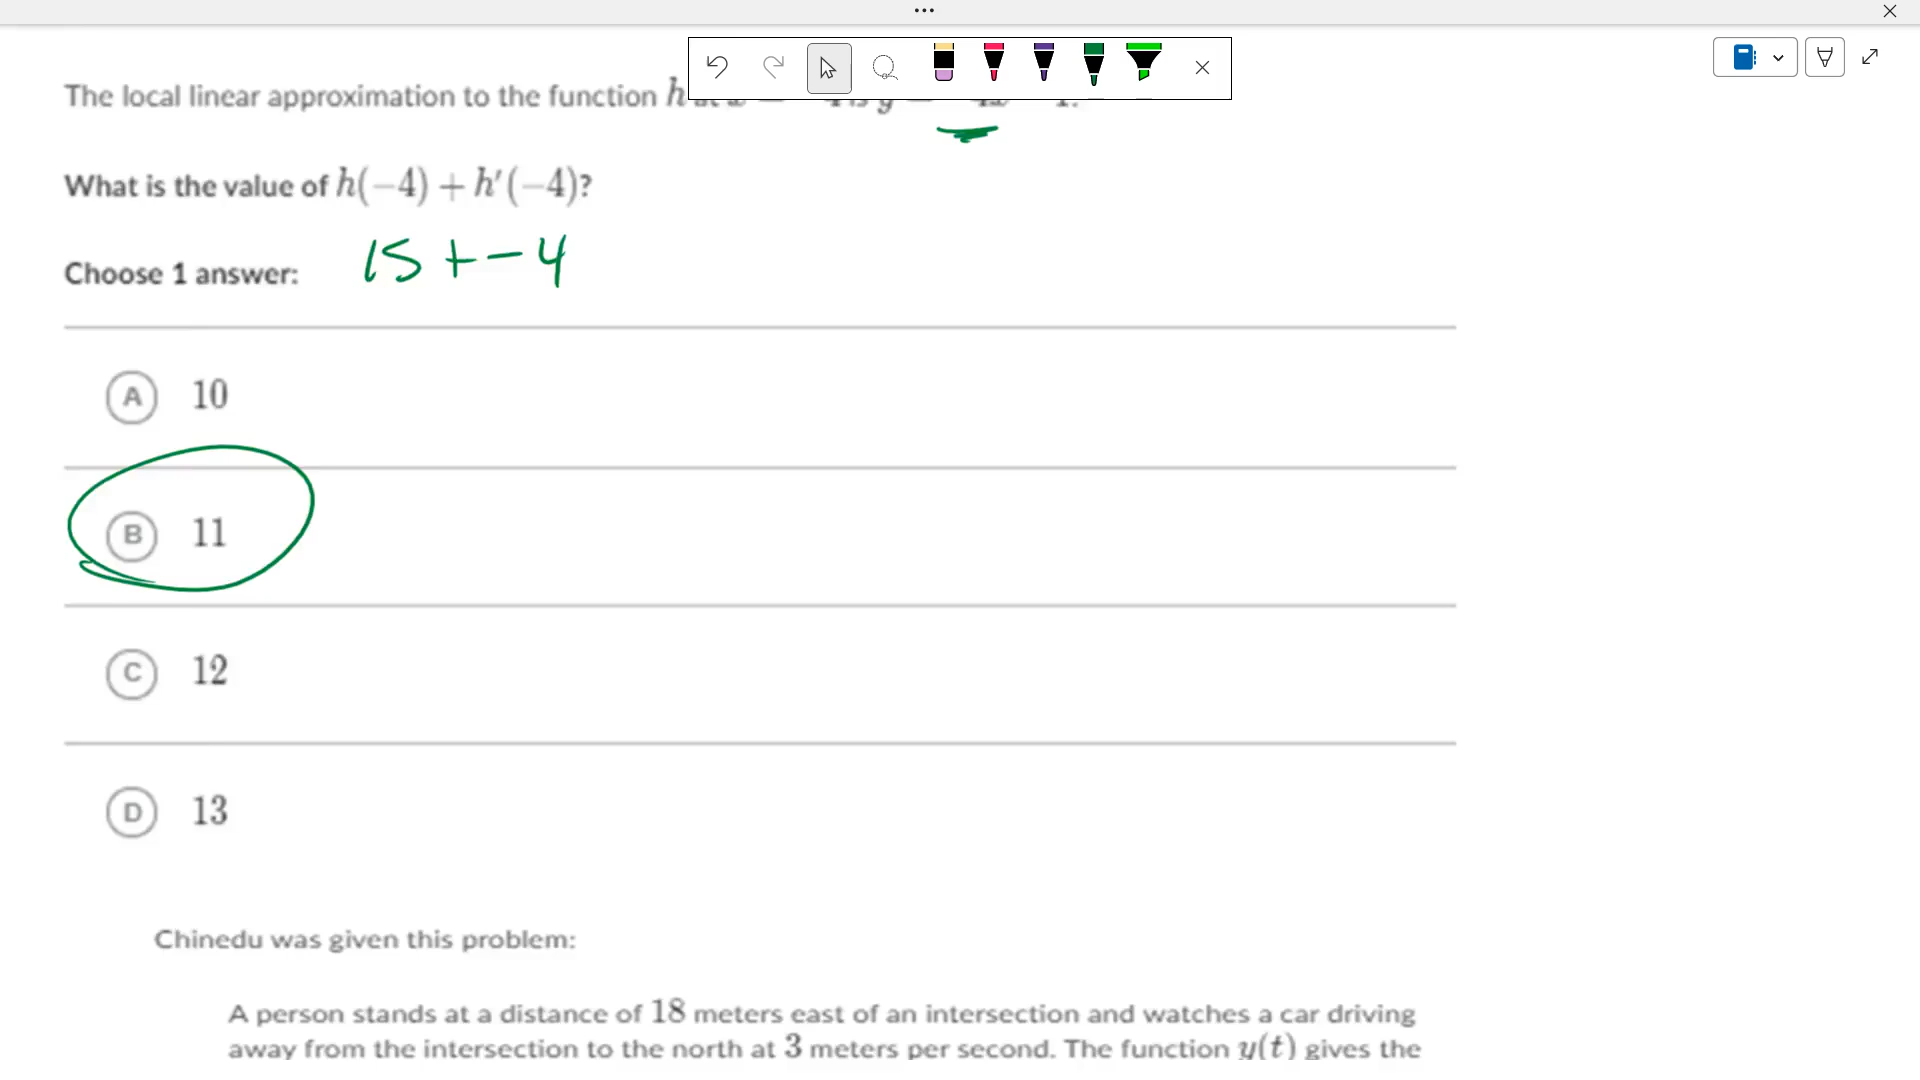 The local linear approximation to the function h
What is the value of h(−4) + h′(−4)?
15 + −4
Choose 1 answer:
A 10
B 11
C 12
D 13
Chinedu was given this problem:
A person stands at a distance of 18 meters east of an intersection and watches a car driving
away from the intersection to the north at 3 meters per second. The function y(t) gives the